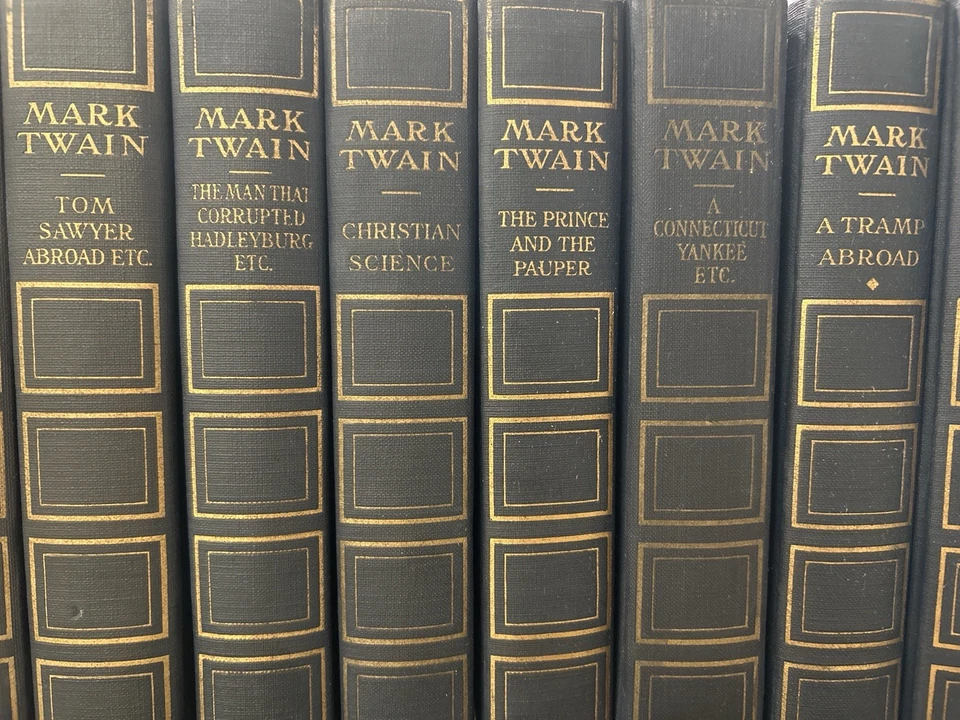 MARK
TWAIN
TOM
SAWYER
ABROAD ETC.
MARK
TWAIN
THE MAN THAT
CORRUPTED
HADLEYBURG
ETC.
MARK
TWAIN
CHRISTIAN
SCIENCE
MARK
TWAIN
THE PRINCE
AND THE
PAUPER
MARK
TWAIN
A
CONNECTICUT
YANKEE
ETC.
MARK
TWAIN
A TRAMP
ABROAD